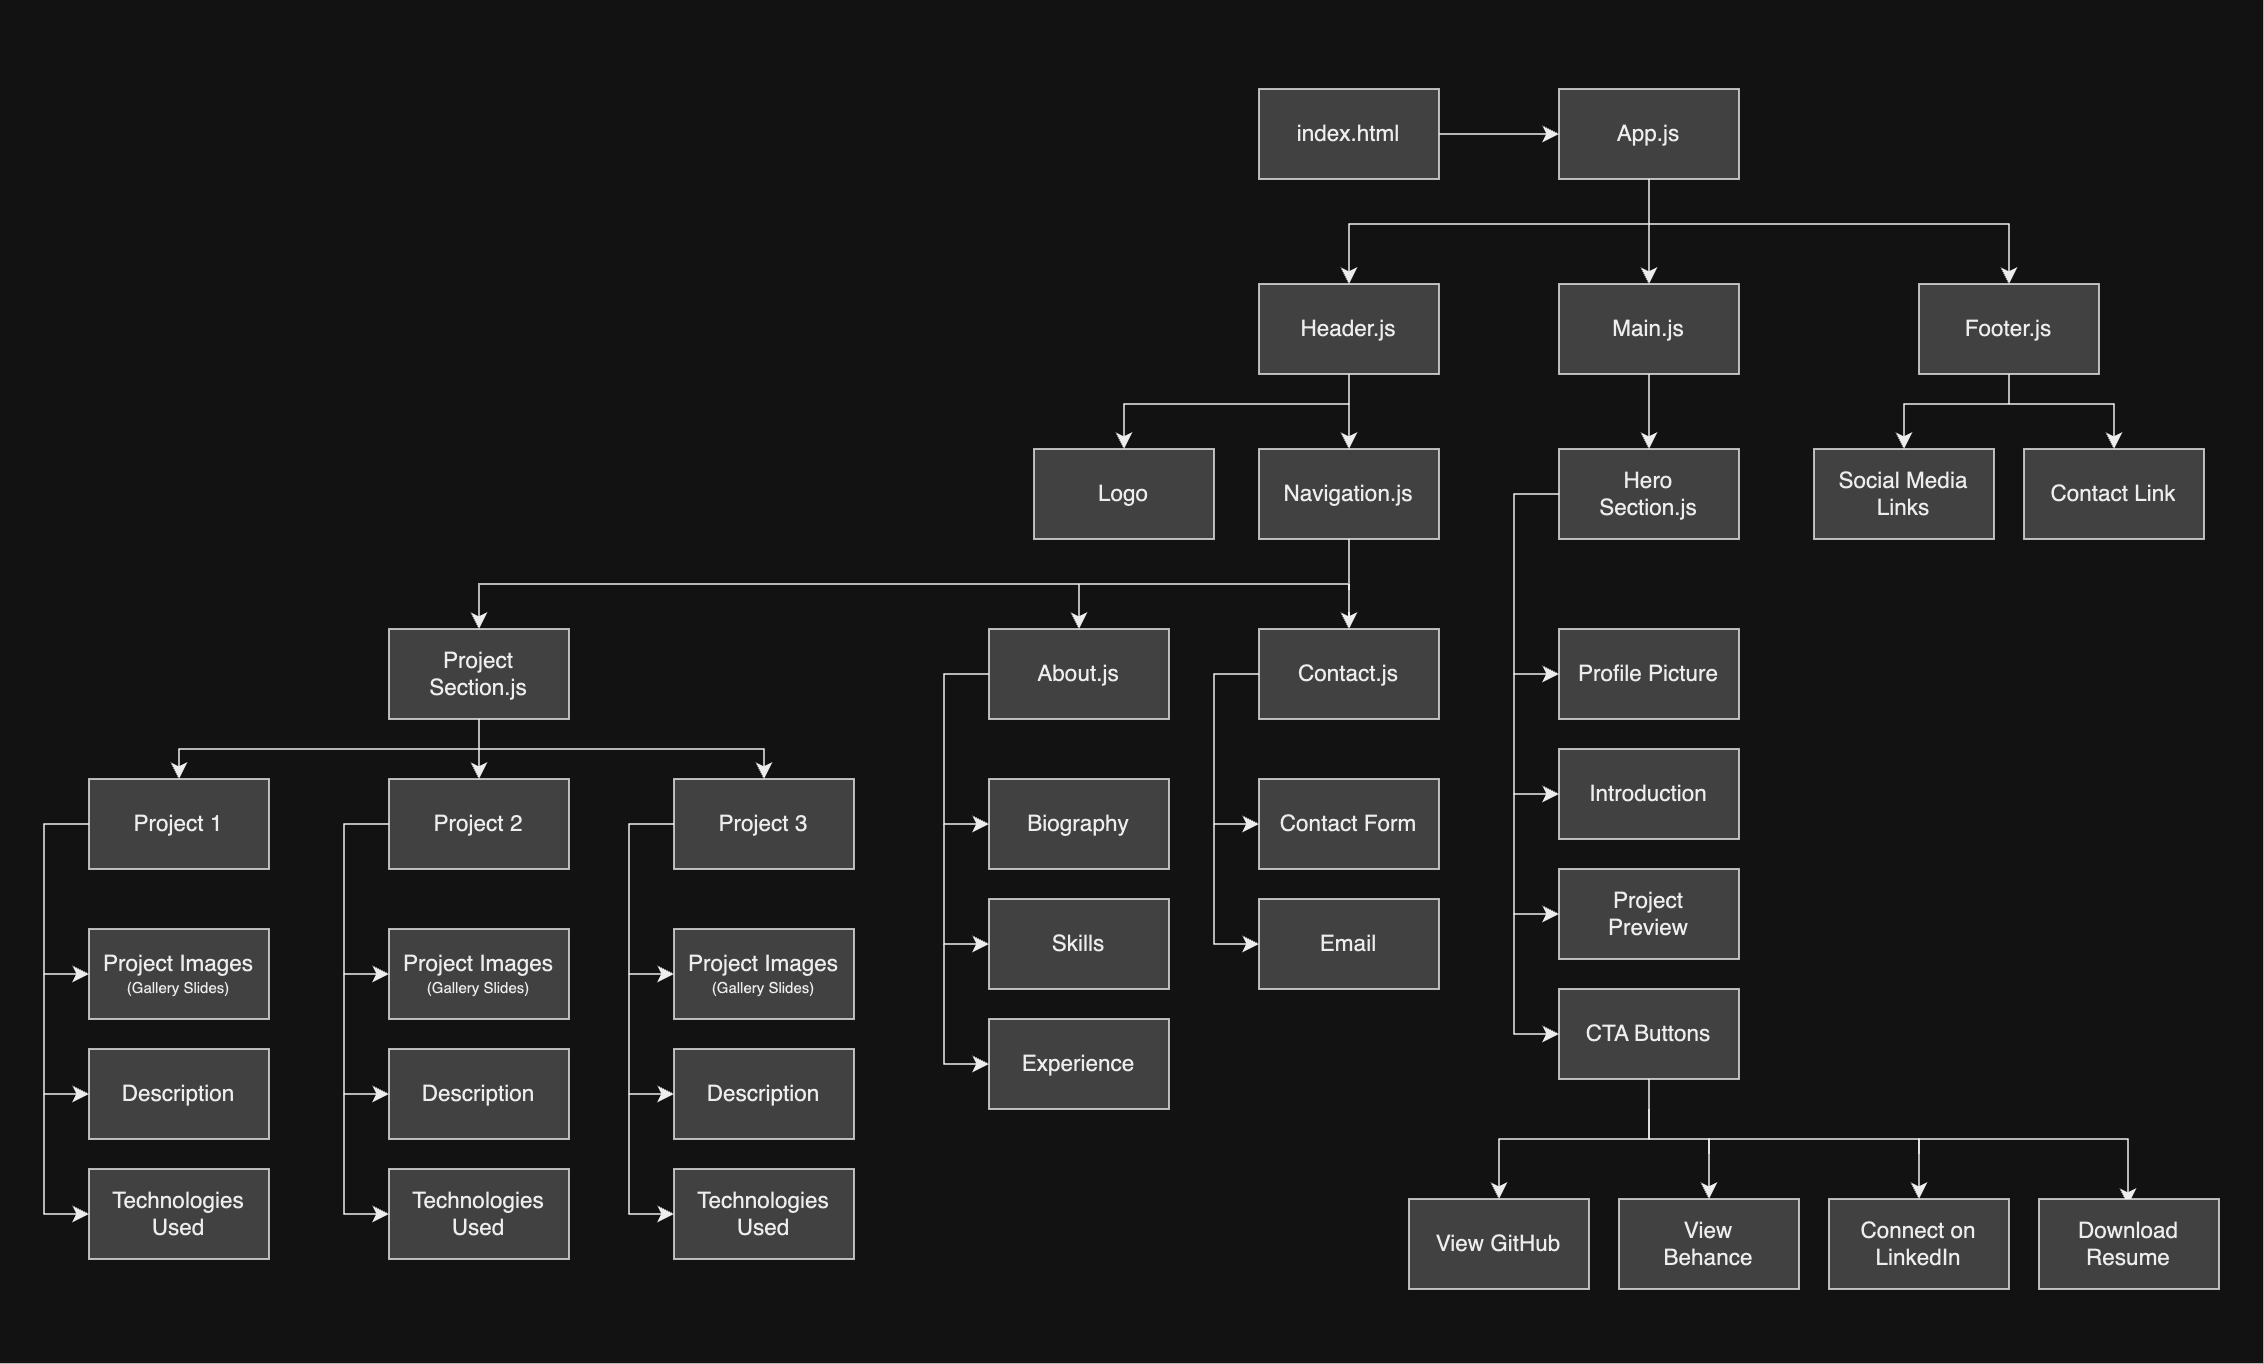 index.html
App.js
Header.js
Main.js
Footer.js
Logo
Navigation.js
Hero
Section.js
Social Media
Links
Contact Link
Project
Section.js
About.js
Contact.js
Profile Picture
Introduction
Project
Preview
CTA Buttons
Project 1
Project 2
Project 3
Biography
Contact Form
Skills
Email
Experience
Project Images
(Gallery Slides)
Project Images
(Gallery Slides)
Project Images
(Gallery Slides)
Description
Description
Description
Technologies
Used
Technologies
Used
Technologies
Used
View GitHub
View
Behance
Connect on
LinkedIn
Download
Resume